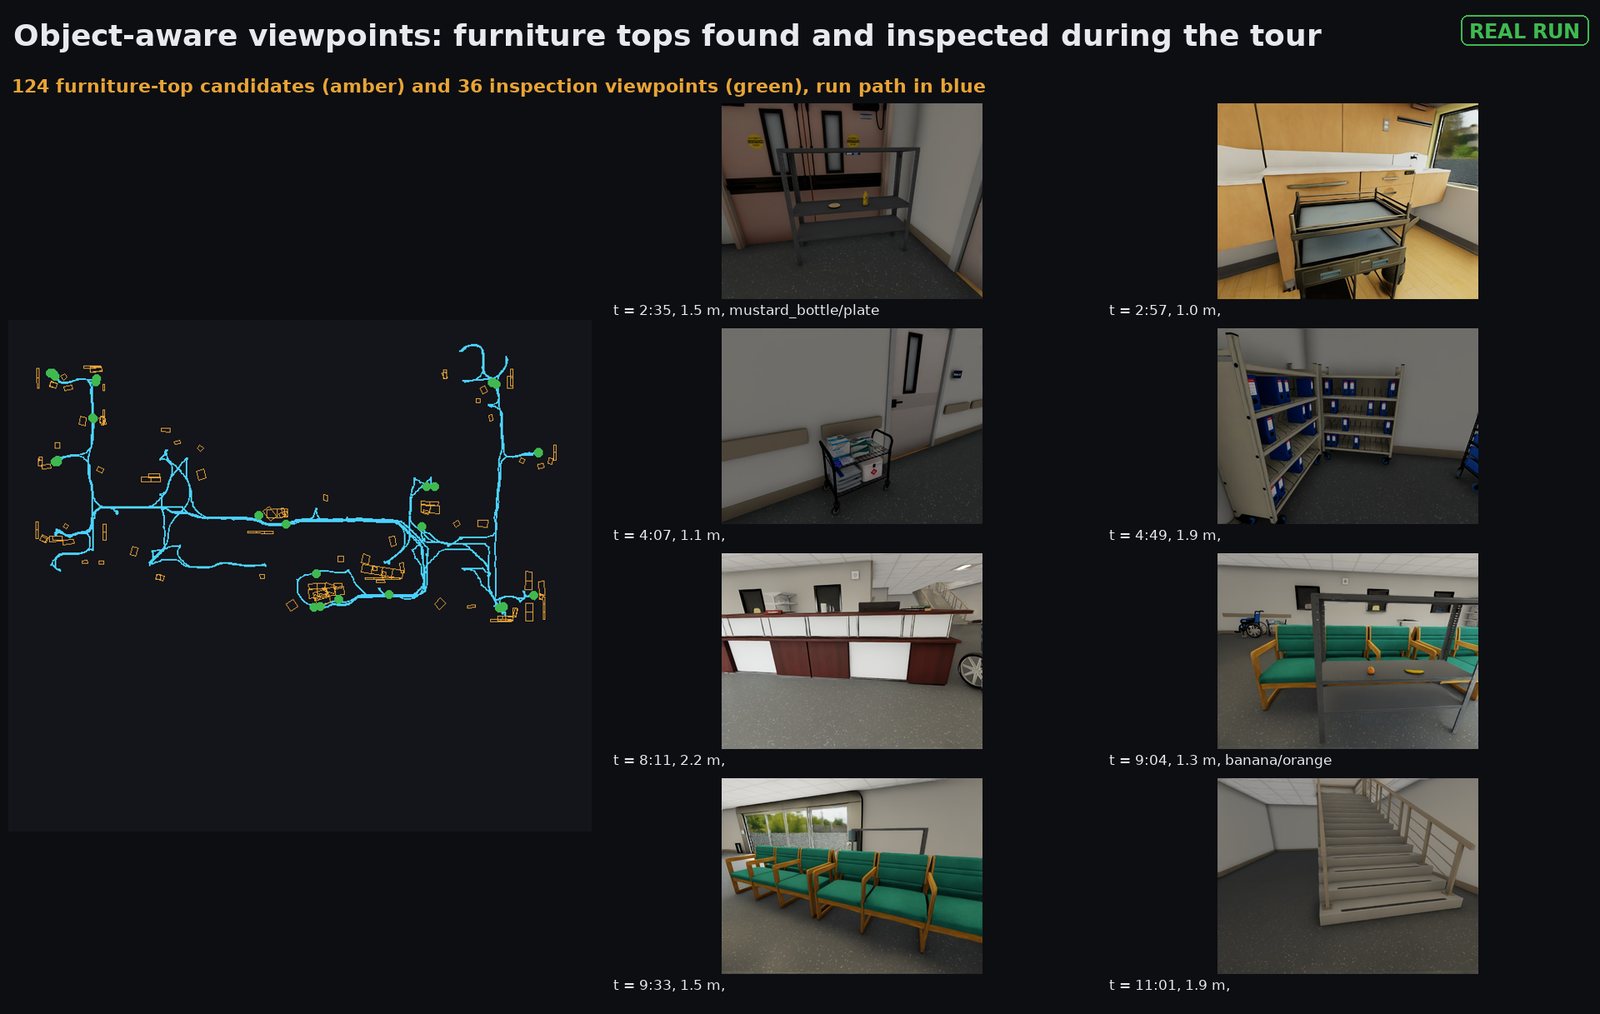 Object-aware viewpoints: furniture tops found and inspected during the tour
REAL RUN
124 furniture-top candidates (amber) and 36 inspection viewpoints (green), run path in blue
t = 2:35, 1.5 m, mustard_bottle/plate
t = 2:57, 1.0 m,
t = 4:07, 1.1 m,
t = 4:49, 1.9 m,
t = 8:11, 2.2 m,
t = 9:04, 1.3 m, banana/orange
t = 9:33, 1.5 m,
t = 11:01, 1.9 m,